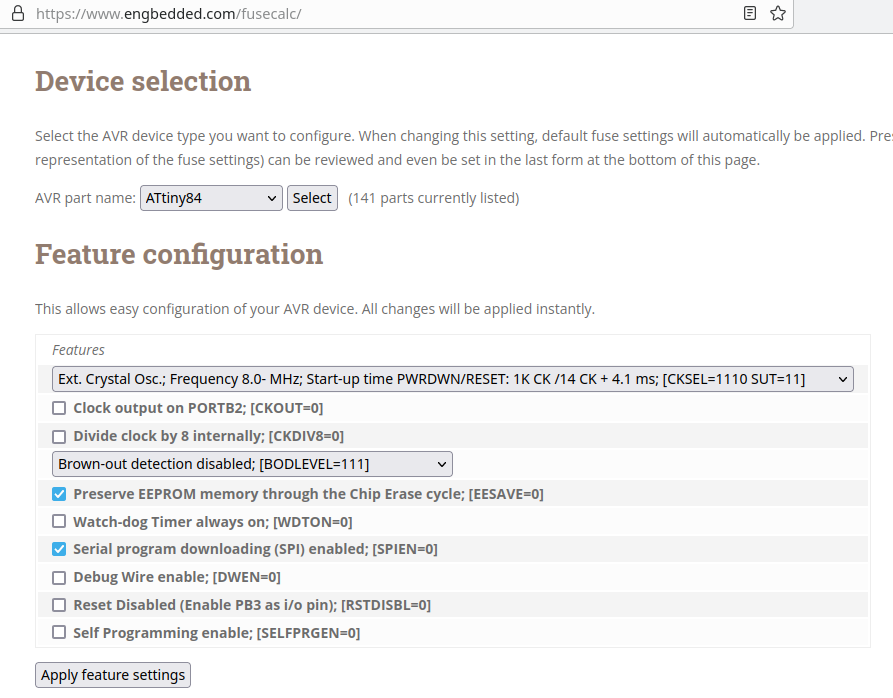 https://www.engbedded.com/fusecalc/
Device selection
Select the AVR device type you want to configure. When changing this setting, default fuse settings will automatically be applied. Pre
representation of the fuse settings) can be reviewed and even be set in the last form at the bottom of this page.
AVR part name: ATtiny84 Select (141 parts currently listed)
Feature configuration
This allows easy configuration of your AVR device. All changes will be applied instantly.
Features
Ext. Crystal Osc.; Frequency 8.0- MHz; Start-up time PWRDWN/RESET: 1K CK /14 CK + 4.1 ms; [CKSEL=1110 SUT=11]
Clock output on PORTB2; [CKOUT=0]
Divide clock by 8 internally; [CKDIV8=0]
Brown-out detection disabled; [BODLEVEL=111]
Preserve EEPROM memory through the Chip Erase cycle; [EESAVE=0]
Watch-dog Timer always on; [WDTON=0]
Serial program downloading (SPI) enabled; [SPIEN=0]
Debug Wire enable; [DWEN=0]
Reset Disabled (Enable PB3 as i/o pin); [RSTDISBL=0]
Self Programming enable; [SELFPRGEN=0]
Apply feature settings